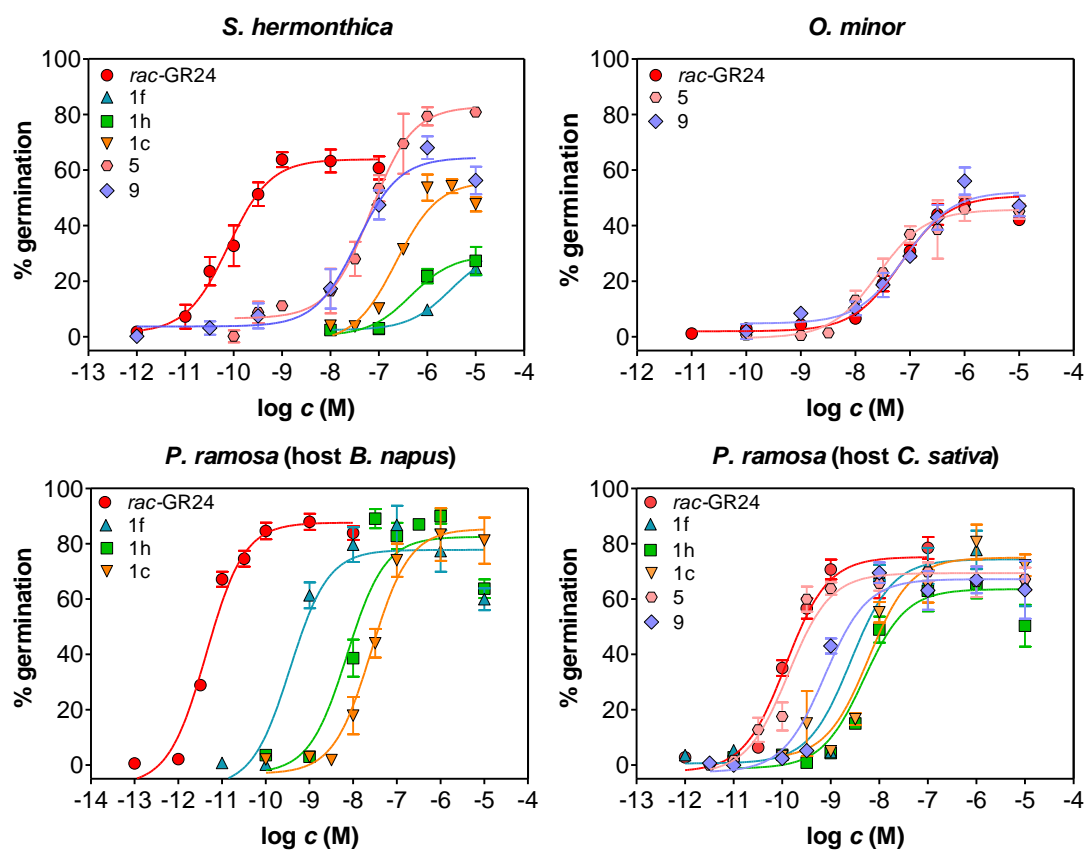 S. hermonthica
% germination
100
80
60
40
20
0
rac-GR24
1f
1h
1c
5
9
-13 -12 -11 -10 -9 -8 -7 -6 -5 -4
log c (M)
O. minor
% germination
100
80
60
40
20
0
rac-GR24
5
9
-12 -11 -10 -9 -8 -7 -6 -5 -4
log c (M)
P. ramosa (host B. napus)
% germination
100
80
60
40
20
0
rac-GR24
1f
1h
1c
-14 -13 -12 -11 -10 -9 -8 -7 -6 -5 -4
log c (M)
P. ramosa (host C. sativa)
% germination
100
80
60
40
20
0
rac-GR24
1f
1h
1c
5
9
-13 -12 -11 -10 -9 -8 -7 -6 -5 -4
log c (M)